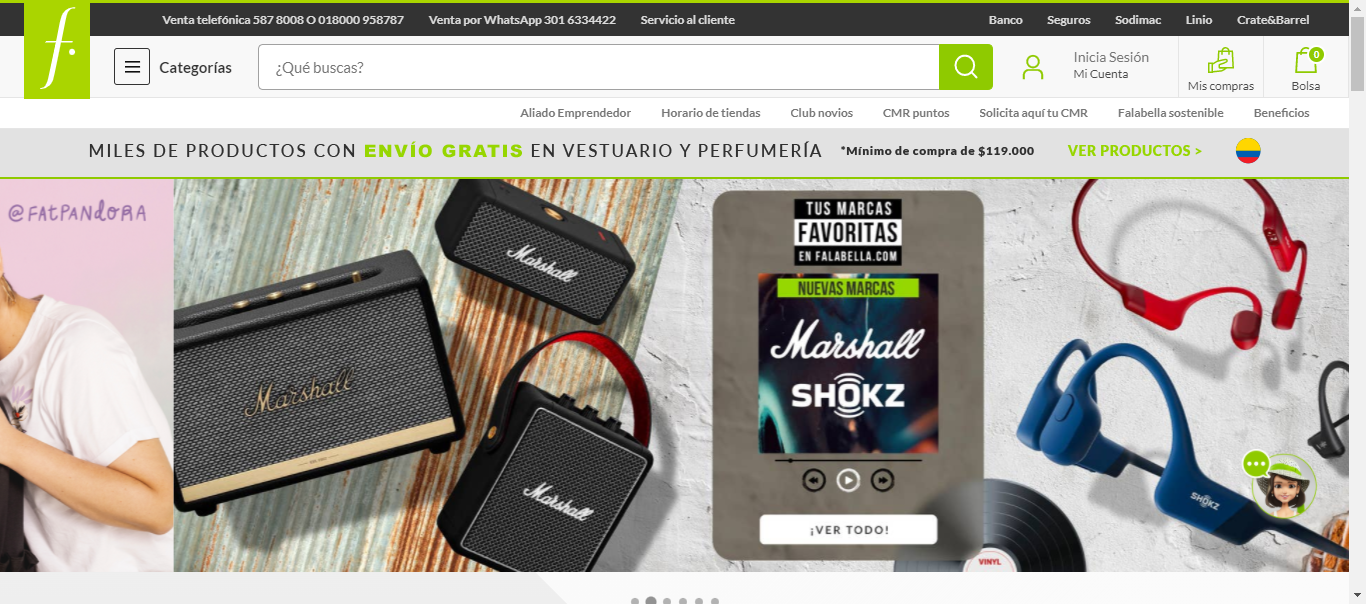 Venta telefónica 587 8008 O 018000 958787
Venta por WhatsApp 301 6334422
Servicio al cliente
Banco
Seguros
Sodimac
Linio
Crate&Barrel
f.
Categorías
¿Qué buscas?
Inicia Sesión
Mi Cuenta
Mis compras
0
Bolsa
Aliado Emprendedor
Horario de tiendas
Club novios
CMR puntos
Solicita aquí tu CMR
Falabella sostenible
Beneficios
MILES DE PRODUCTOS CON ENVÍO GRATIS EN VESTUARIO Y PERFUMERÍA
*Mínimo de compra de $119.000
VER PRODUCTOS >
@FATPANDORA
Marshall
Marshall
Marshall
TUS MARCAS
FAVORITAS
EN FALABELLA.COM
NUEVAS MARCAS
Marshall
SHOKZ
¡VER TODO!
VINYL
SHOKZ